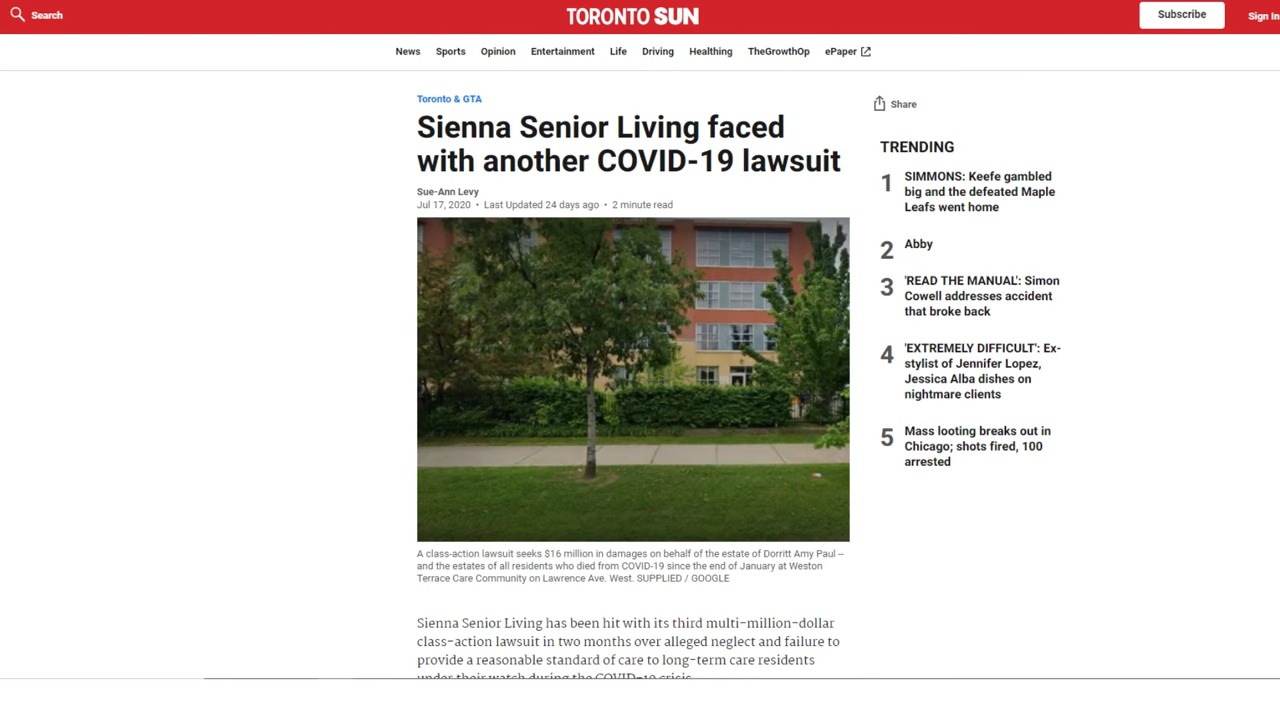 Search
TORONTO SUN
Subscribe
Sign In
News Sports Opinion Entertainment Life Driving Healthing TheGrowthOp ePaper
Toronto & GTA
Sienna Senior Living faced
with another COVID-19 lawsuit
Sue-Ann Levy
Jul 17, 2020 • Last Updated 24 days ago • 2 minute read
A class-action lawsuit seeks $16 million in damages on behalf of the estate of Dorritt Amy Paul –
and the estates of all residents who died from COVID-19 since the end of January at Weston
Terrace Care Community on Lawrence Ave. West. SUPPLIED / GOOGLE
Sienna Senior Living has been hit with its third multi-million-dollar
class-action lawsuit in two months over alleged neglect and failure to
provide a reasonable standard of care to long-term care residents
under their watch during the COVID-19 crisis.
Share
TRENDING
1 SIMMONS: Keefe gambled
big and the defeated Maple
Leafs went home
2 Abby
3 'READ THE MANUAL': Simon
Cowell addresses accident
that broke back
4 'EXTREMELY DIFFICULT': Ex-
stylist of Jennifer Lopez,
Jessica Alba dishes on
nightmare clients
5 Mass looting breaks out in
Chicago; shots fired, 100
arrested